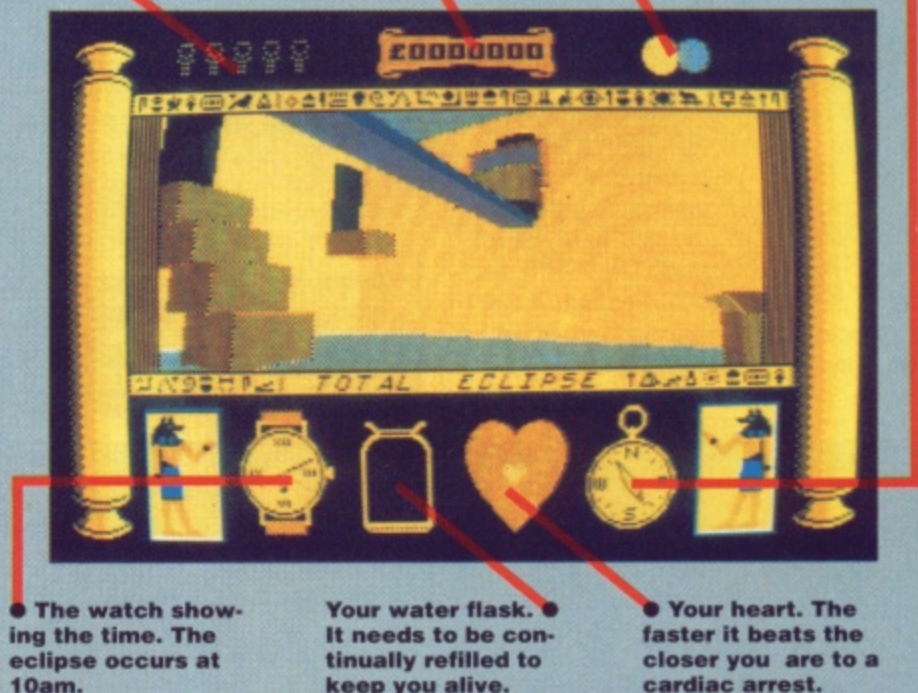 £0000000
TOTAL ECLIPSE
N
W
S
● The watch show-
ing the time. The
eclipse occurs at
10am.
Your water flask. ●
It needs to be con-
tinually refilled to
keep you alive.
● Your heart. The
faster it beats the
closer you are to a
cardiac arrest.